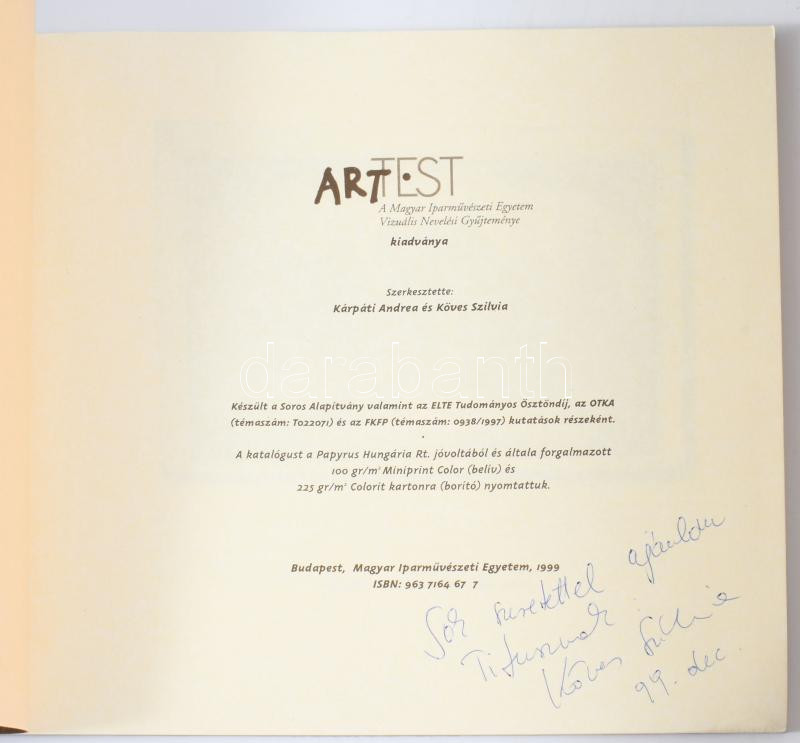 ARTTEST
A Magyar Iparművészeti Egyetem
Vizuális Nevelési Gyűjteménye
kiadványa
Szerkesztette:
Kárpáti Andrea és Köves Szilvia
darabanth
Készült a Soros Alapítvány valamint az ELTE Tudományos Ösztöndíj, az OTKA
(témaszám: T022071) és az FKFP (témaszám: 0938/1997) kutatások részeként.
A katalógust a Papyrus Hungária Rt. jóvoltából és általa forgalmazott
100 gr/m² Miniprint Color (belív) és
225 gr/m² Colorit kartonra (borító) nyomtattuk.
Budapest, Magyar Iparművészeti Egyetem, 1999
ISBN: 963 7164 67 7
Sok szeretettel ajánlom
Titusznak
Köves Szilvia
99. dec.